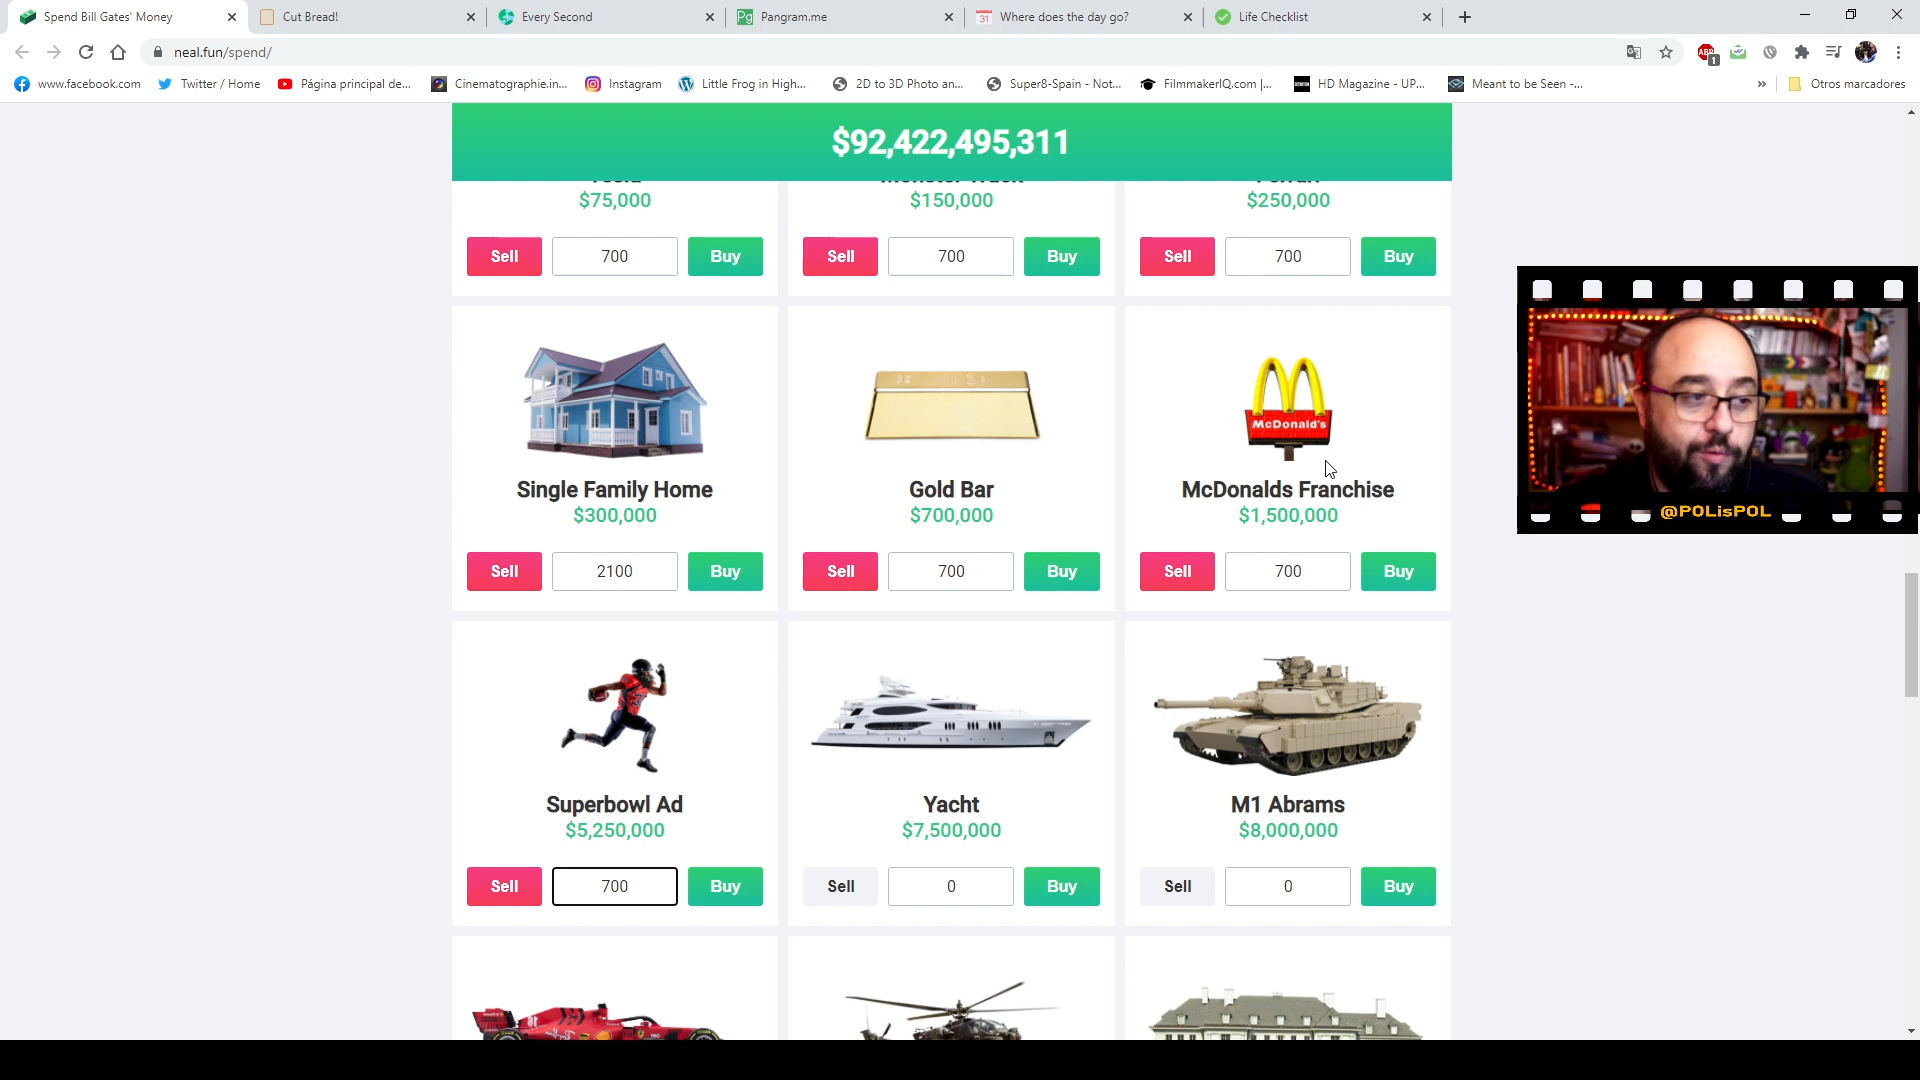 Spend Bill Gates' Money
Cut Bread!
Every Second
Pg Pangram.me
31 Where does the day go?
Life Checklist
neal.fun/spend/
ABP 1
www.facebook.com
Twitter / Home
Página principal de...
Cinematographie.in...
Instagram
Little Frog in High...
2D to 3D Photo an...
Super8-Spain - Not...
FilmmakerIQ.com |...
HD Magazine - UP...
Meant to be Seen -...
»
Otros marcadores
$92,422,495,311
$75,000
$150,000
$250,000
Sell 700 Buy
Sell 700 Buy
Sell 700 Buy
McDonald's
Single Family Home
$300,000
Gold Bar
$700,000
McDonalds Franchise
$1,500,000
Sell 2100 Buy
Sell 700 Buy
Sell 700 Buy
@POLisPOL
Superbowl Ad
$5,250,000
Yacht
$7,500,000
M1 Abrams
$8,000,000
Sell 700 Buy
Sell 0 Buy
Sell 0 Buy